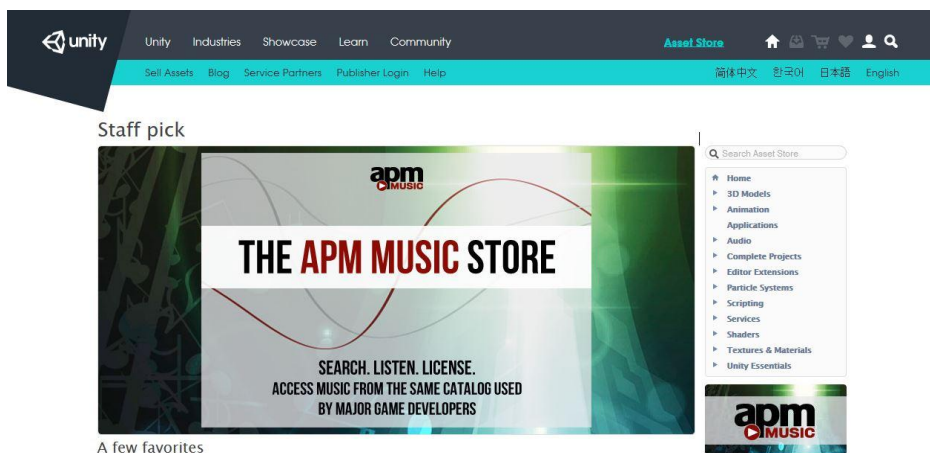 unity
Unity Industries Showcase Learn Community Asset Store
Sell Assets Blog Service Partners Publisher Login Help 简体中文 한국어 日本語 English
Staff pick
apm
MUSIC
THE APM MUSIC STORE
SEARCH. LISTEN. LICENSE.
ACCESS MUSIC FROM THE SAME CATALOG USED
BY MAJOR GAME DEVELOPERS
A few favorites
Search Asset Store
Home
3D Models
Animation
Applications
Audio
Complete Projects
Editor Extensions
Particle Systems
Scripting
Services
Shaders
Textures & Materials
Unity Essentials
apm
MUSIC